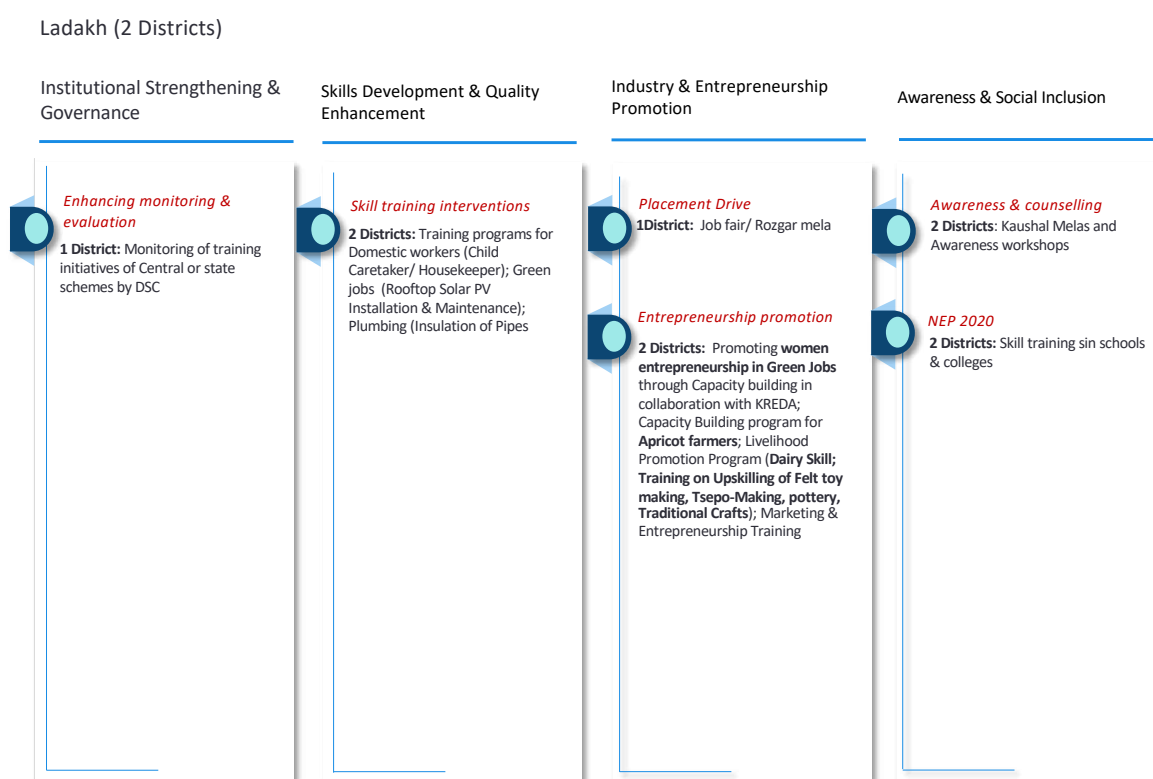 Ladakh (2 Districts)
Institutional Strengthening &
Governance
Enhancing monitoring &
evaluation
1 District: Monitoring of training
initiatives of Central or state
schemes by DSC
Skills Development & Quality
Enhancement
Skill training interventions
2 Districts: Training programs for
Domestic workers (Child
Caretaker/ Housekeeper); Green
jobs (Rooftop Solar PV
Installation & Maintenance);
Plumbing (Insulation of Pipes
Industry & Entrepreneurship
Promotion
Placement Drive
1District: Job fair/ Rozgar mela
Entrepreneurship promotion
2 Districts: Promoting women
entrepreneurship in Green Jobs
through Capacity building in
collaboration with KREDA;
Capacity Building program for
Apricot farmers; Livelihood
Promotion Program (Dairy Skill;
Training on Upskilling of Felt toy
making, Tsepo-Making, pottery,
Traditional Crafts); Marketing &
Entrepreneurship Training
Awareness & Social Inclusion
Awareness & counselling
2 Districts: Kaushal Melas and
Awareness workshops
NEP 2020
2 Districts: Skill training sin schools
& colleges